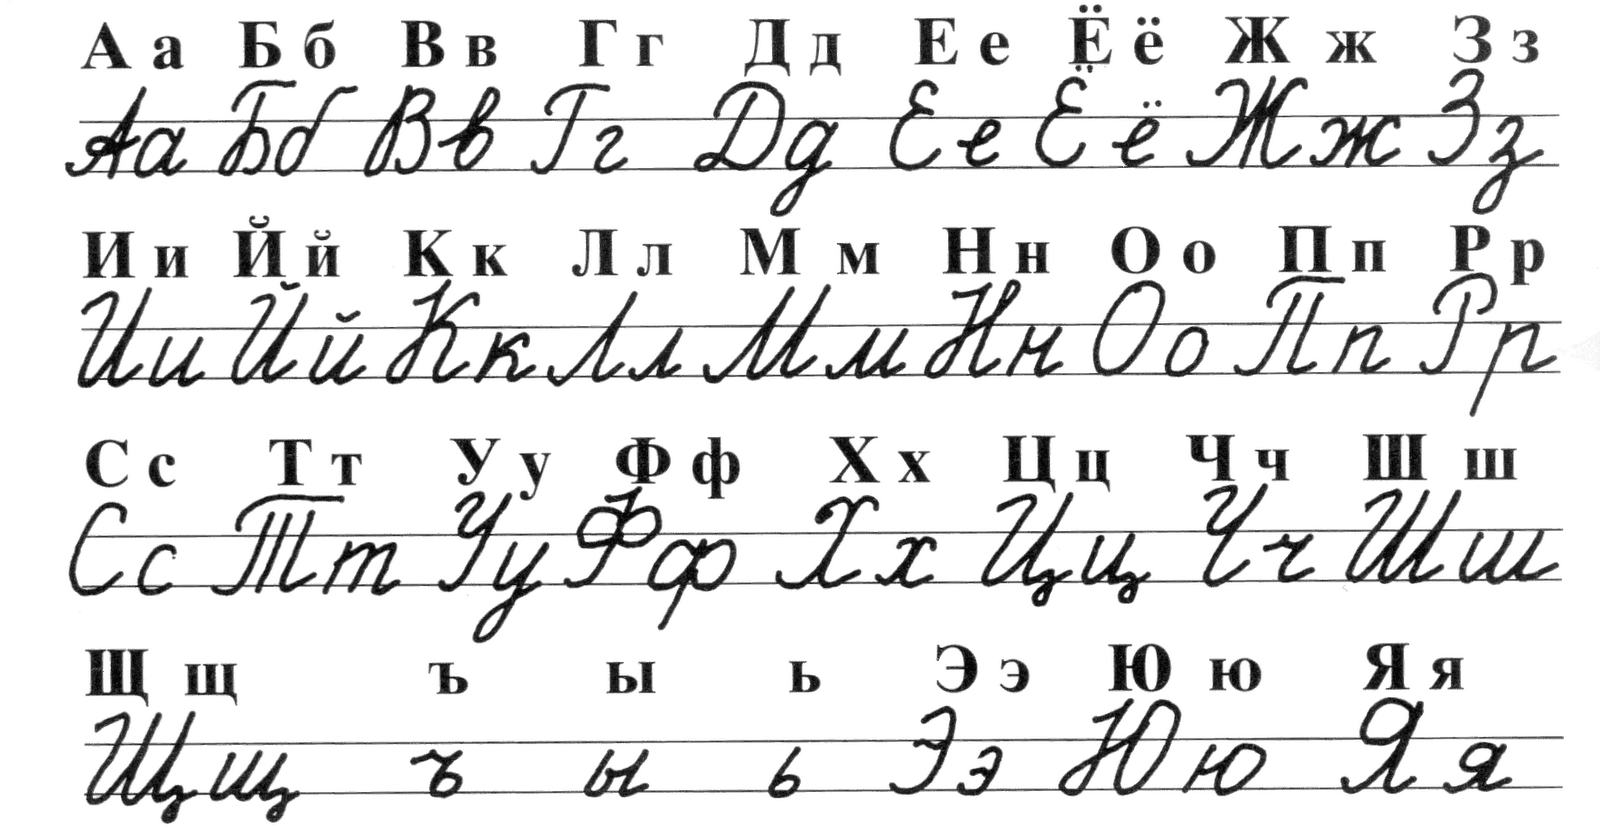 А а Б б В в Г г Д д Е е Ё ё Ж ж З з
Аа Бб Вв Гг Дд Ее Ёё Жж Зз
И и Й й К к Л л М м Н н О о П п Р р
Ии Йй Кк Лл Мм Нн Оо Пп Рр
С с Т т У у Ф ф Х х Ц ц Ч ч Ш ш
Сс Тт Уу Фф Хх Цц Чч Шш
Щ щ ъ ы ь Э э Ю ю Я я
Щщ ъ ы ь Ээ Юю Яя